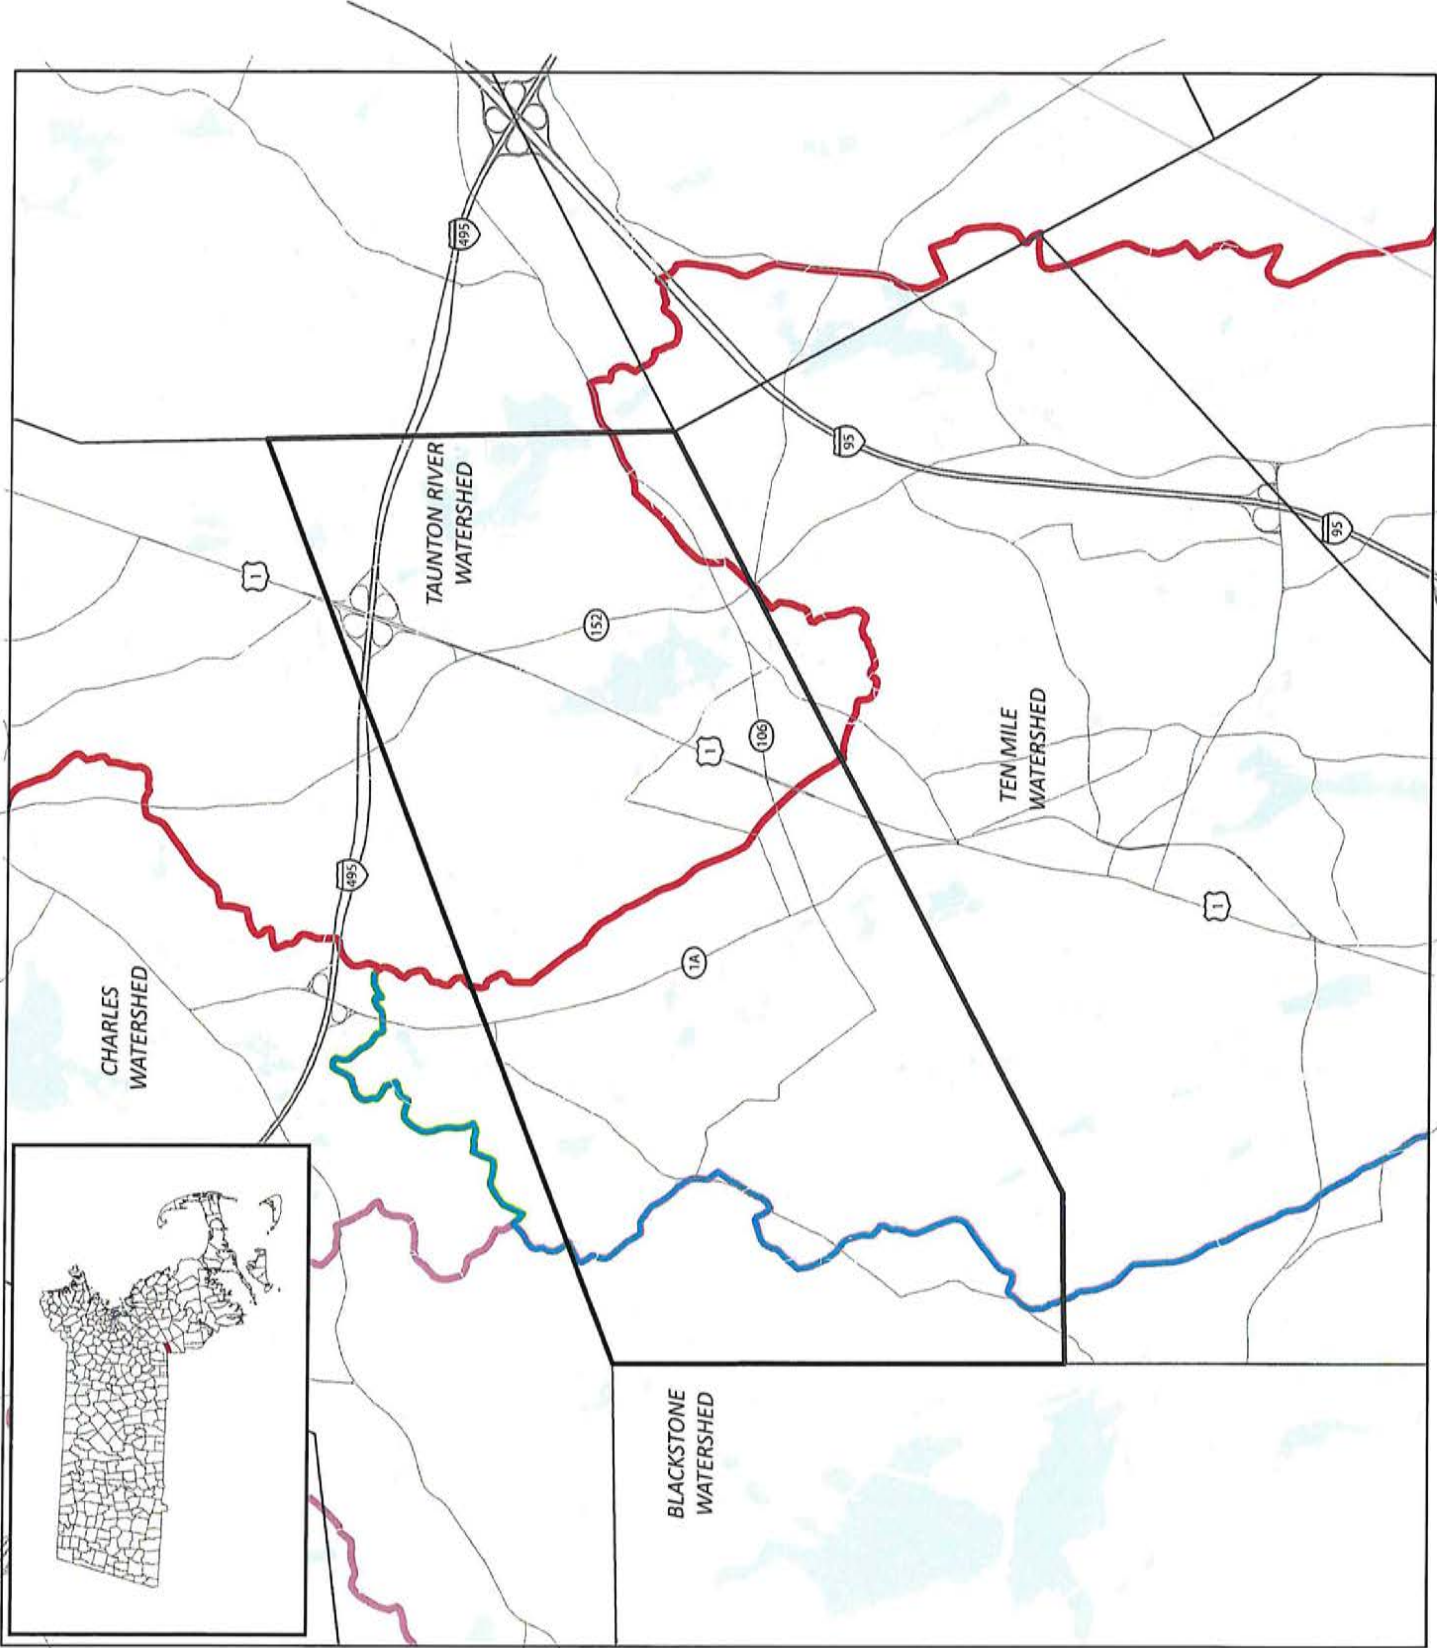 CHARLES
WATERSHED
495
1
495
TAUNTON RIVER
WATERSHED
152
1A
1
106
BLACKSTONE
WATERSHED
95
TEN MILE
WATERSHED
1
95